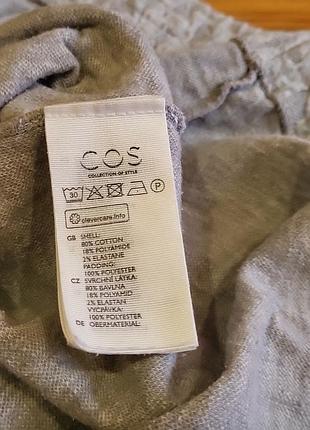 COS
COLLECTION OF STYLE
30 P
clevercare.info
GB SHELL:
80% COTTON
18% POLYAMIDE
2% ELASTANE
PADDING:
100% POLYESTER
CZ SVRCHNÍ LÁTKA:
80% BAVLNA
18% POLYAMID
2% ELASTAN
VYCPÁVKA:
100% POLYESTER
DE OBERMATERIAL: